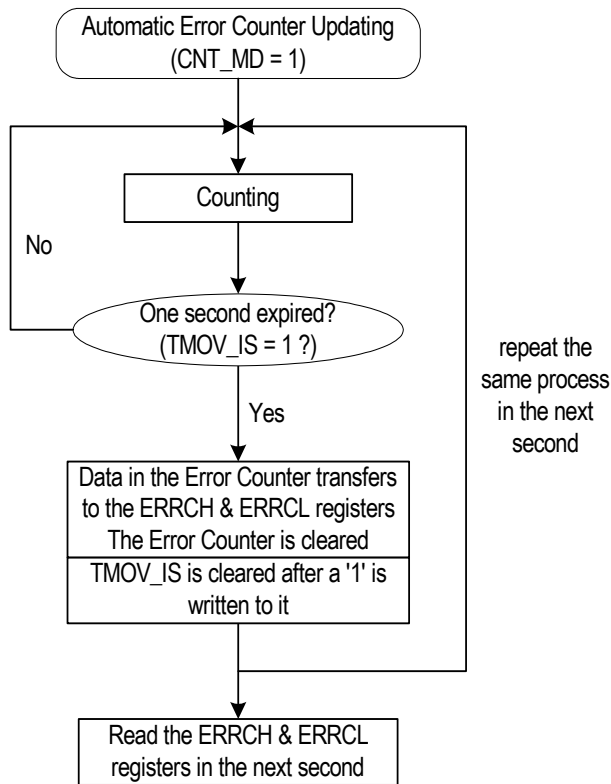 Automatic Error Counter Updating
(CNT_MD = 1)
Counting
No
One second expired?
(TMOV_IS = 1 ?)
repeat the
same process
in the next
second
Yes
Data in the Error Counter transfers
to the ERRCH & ERRCL registers
The Error Counter is cleared
TMOV_IS is cleared after a '1' is
written to it
Read the ERRCH & ERRCL
registers in the next second